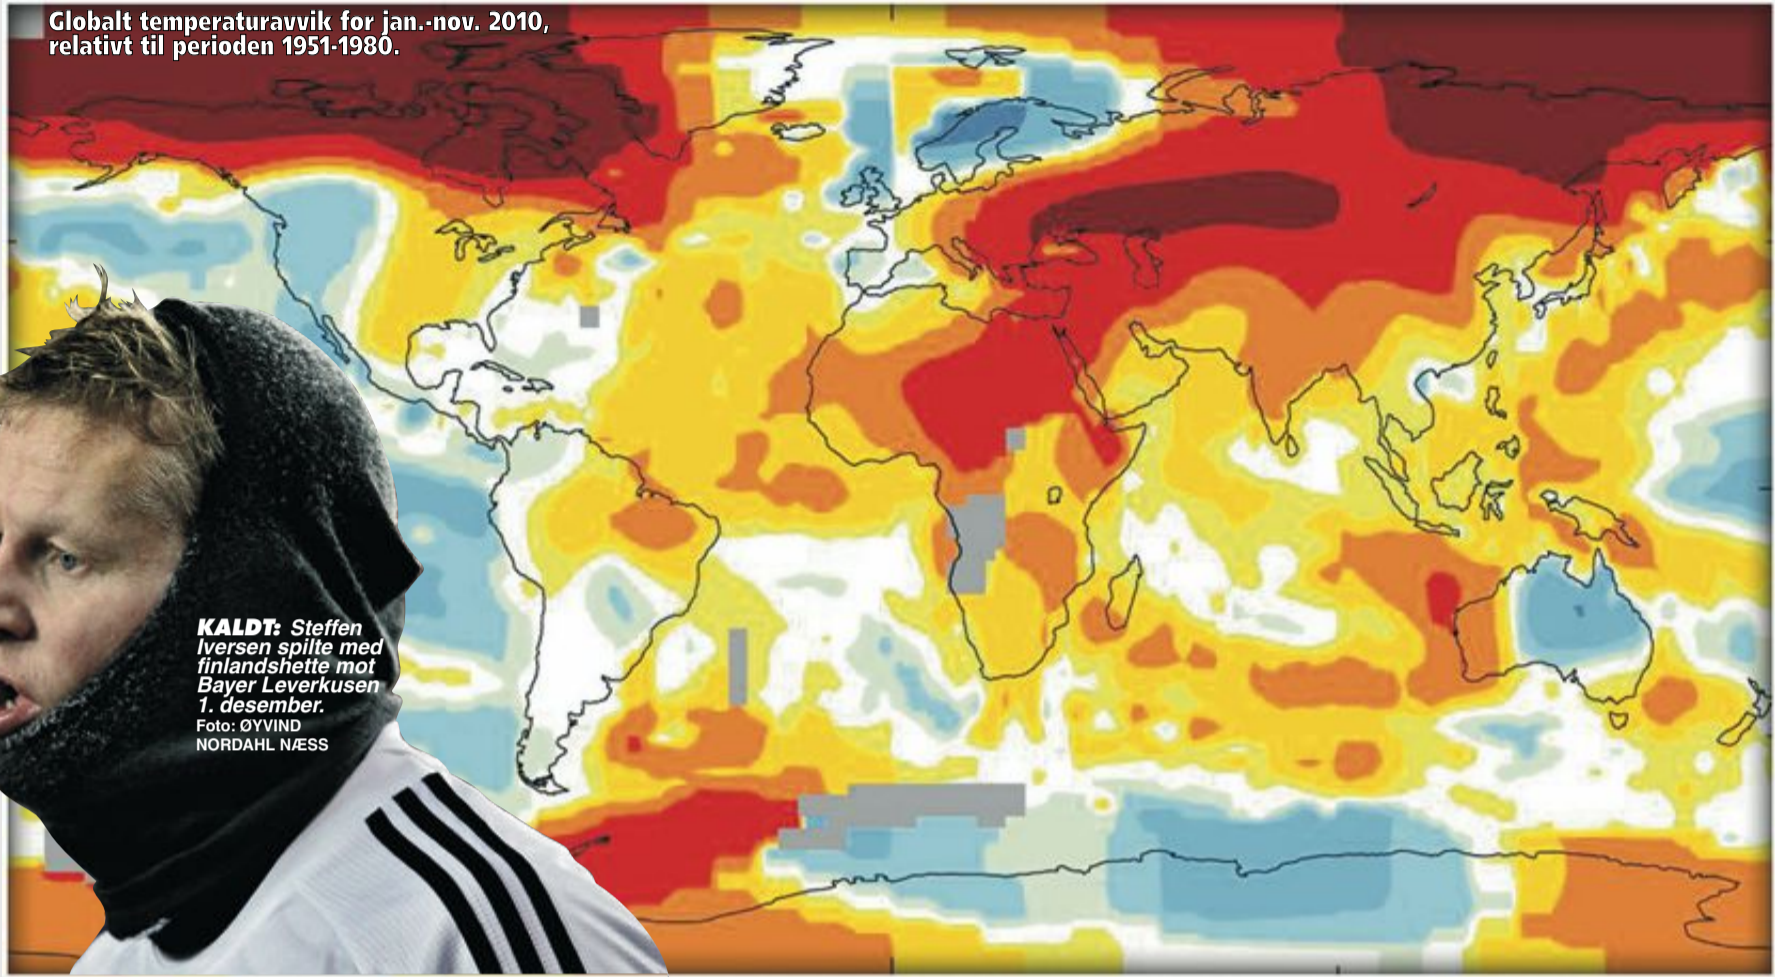 Globalt temperaturavvik for jan.-nov. 2010,
relativt til perioden 1951-1980.
KALDT: Steffen
Iversen spilte med
finlandshette mot
Bayer Leverkusen
1. desember.
Foto: ØYVIND
NORDAHL NÆSS